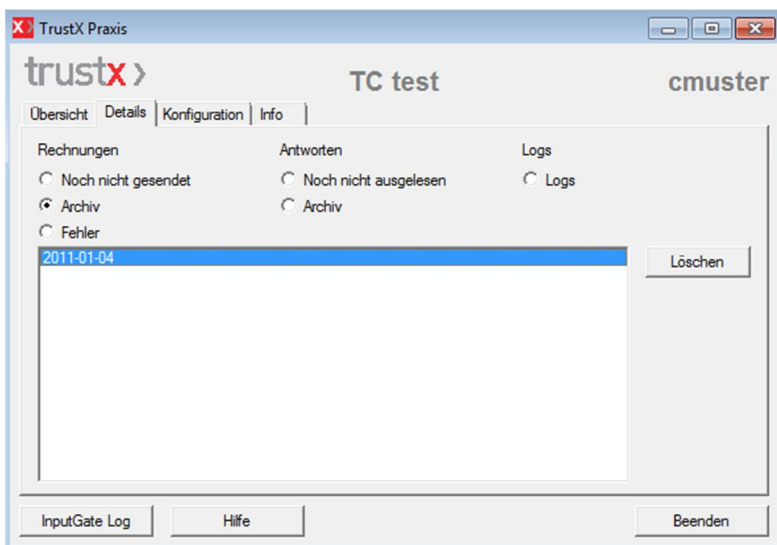 TrustX Praxis
trustx
TC test
cmuster
Übersicht Details Konfiguration Info
Rechnungen Antworten Logs
Noch nicht gesendet Noch nicht ausgelesen Logs
Archiv Archiv
Fehler
2011-01-04
Löschen
InputGate Log Hilfe Beenden